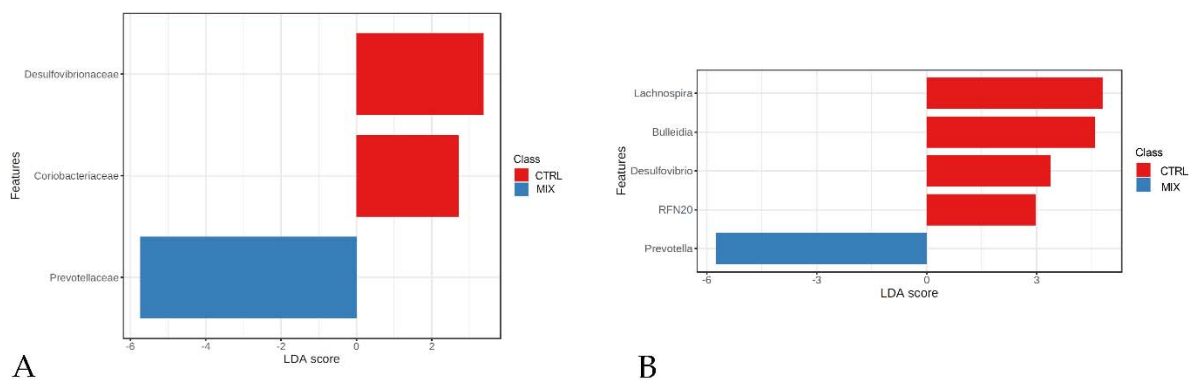 Features
Desulfovibrionaceae
Coriobacteriaceae
Prevotellaceae
-6 -4 -2 0 2
LDA score
Class
CTRL
MIX
A
Features
Lachnospira
Bulleidia
Desulfovibrio
RFN20
Prevotella
-6 -3 0 3
LDA score
Class
CTRL
MIX
B